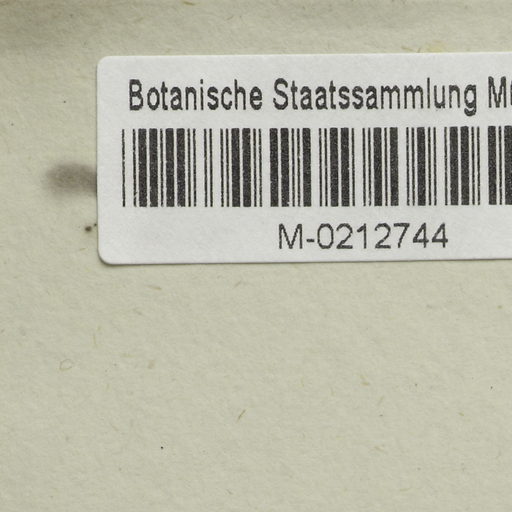 Botanische Staatssammlung
M-0212744